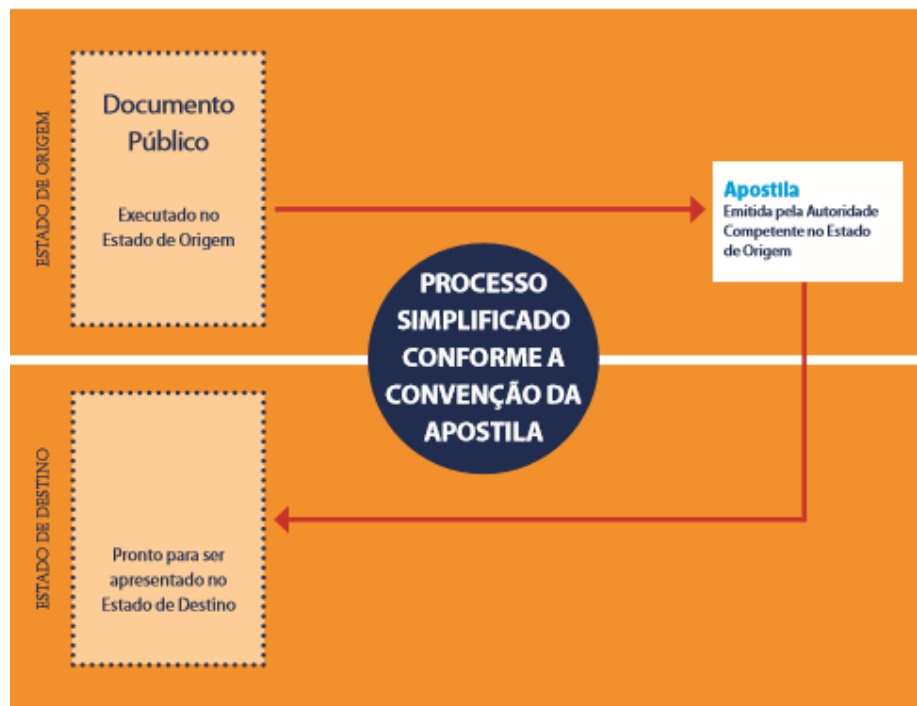 ESTADO DE ORIGEM
Documento
Público
Executado no
Estado de Origem
Apostila
Emitida pela Autoridade
Competente no Estado
de Origem
PROCESSO
SIMPLIFICADO
CONFORME A
CONVENÇÃO DA
APOSTILA
ESTADO DE DESTINO
Pronto para ser
apresentado no
Estado de Destino